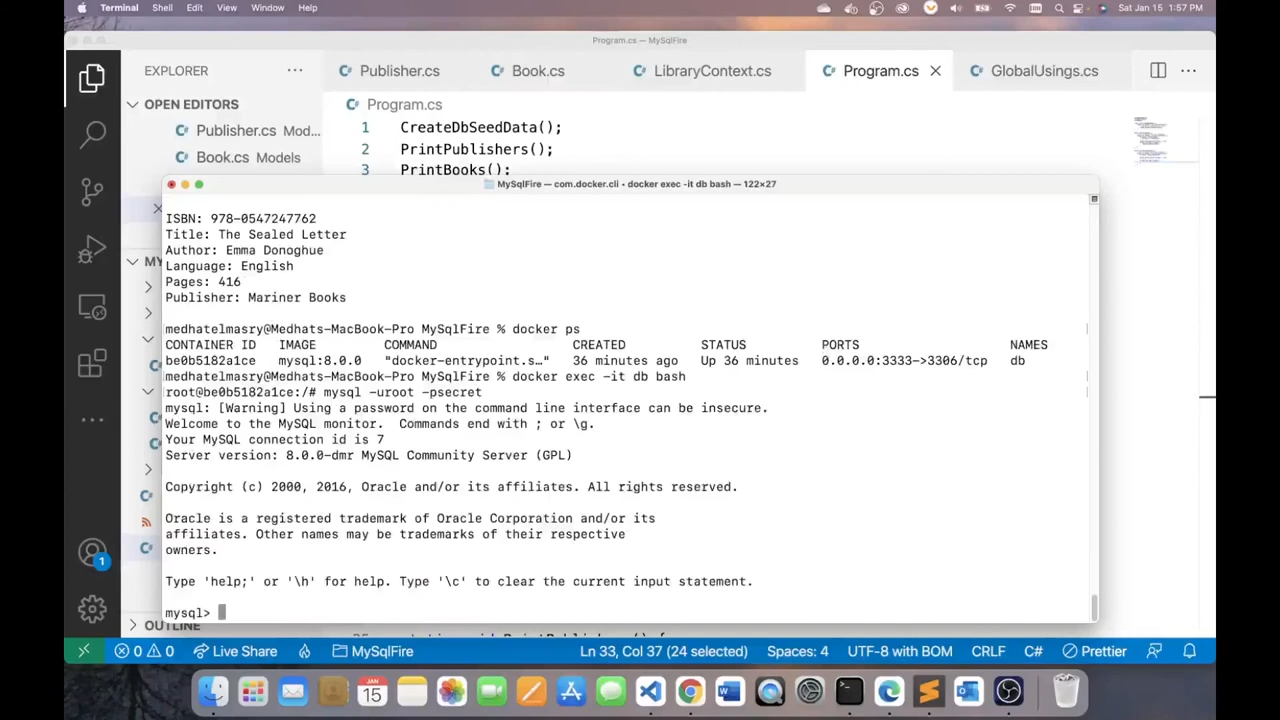 Terminal Shell Edit View Window Help Sat Jan 15 1:57 PM
Program.cs — MySqlFire
EXPLORER
Publisher.cs Book.cs LibraryContext.cs Program.cs GlobalUsings.cs
OPEN EDITORS
Program.cs
Publisher.cs Mod...
1 CreateDbSeedData();
2 PrintPublishers();
Book.cs Models
3 PrintBooks();
MySqlFire — com.docker.cli • docker exec -it db bash — 122×27
MY
ISBN: 978-0547247762
Title: The Sealed Letter
Author: Emma Donoghue
Language: English
Pages: 416
Publisher: Mariner Books
medhatelmasry@Medhats-MacBook-Pro MySqlFire % docker ps
CONTAINER ID IMAGE COMMAND CREATED STATUS PORTS NAMES
be0b5182a1ce mysql:8.0.0 "docker-entrypoint.s…" 36 minutes ago Up 36 minutes 0.0.0.0:3333->3306/tcp db
medhatelmasry@Medhats-MacBook-Pro MySqlFire % docker exec -it db bash
root@be0b5182a1ce:/# mysql -uroot -psecret
mysql: [Warning] Using a password on the command line interface can be insecure.
Welcome to the MySQL monitor.  Commands end with ; or \g.
Your MySQL connection id is 7
Server version: 8.0.0-dmr MySQL Community Server (GPL)
Copyright (c) 2000, 2016, Oracle and/or its affiliates. All rights reserved.
Oracle is a registered trademark of Oracle Corporation and/or its
affiliates. Other names may be trademarks of their respective
owners.
Type 'help;' or '\h' for help. Type '\c' to clear the current input statement.
mysql>
OUTLINE
1
0 0 Live Share MySqlFire Ln 33, Col 37 (24 selected) Spaces: 4 UTF-8 with BOM CRLF C# Prettier
JAN
15